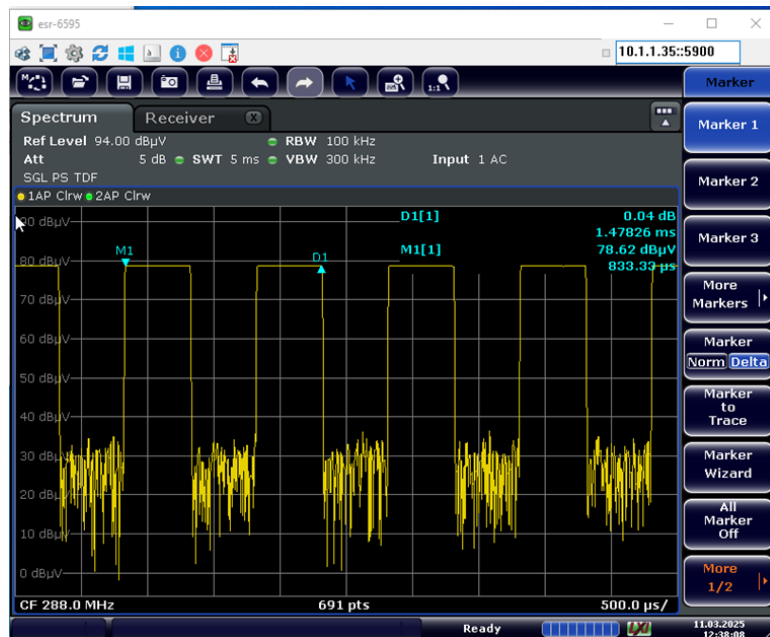 esr-6595
10.1.1.35::5900
1:1
Marker
Spectrum
Receiver
Marker 1
Ref Level 94.00 dBµV
RBW 100 kHz
Att 5 dB SWT 5 ms VBW 300 kHz Input 1 AC
SGL PS TDF
1AP Clrw 2AP Clrw
Marker 2
D1[1] 0.04 dB
1.47826 ms
M1[1] 78.62 dBµV
833.33 µs
90 dBµV
M1
D1
80 dBµV
70 dBµV
60 dBµV
50 dBµV
40 dBµV
30 dBµV
20 dBµV
10 dBµV
0 dBµV
Marker 3
More
Markers
Marker
Norm Delta
Marker
to
Trace
Marker
Wizard
All
Marker
Off
More
1/2
CF 288.0 MHz 691 pts 500.0 µs/
Ready
11.03.2025
12:38:08